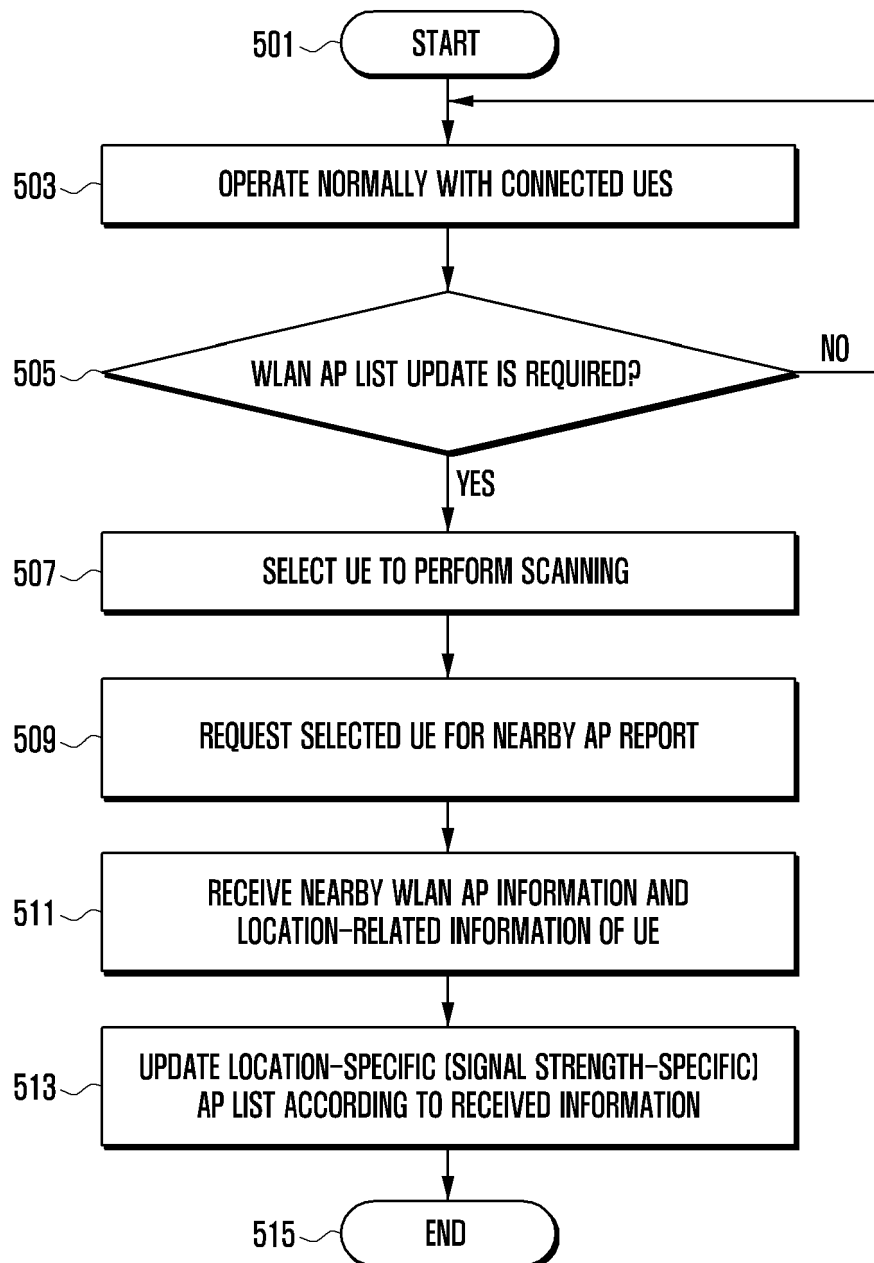 501
START
503
OPERATE NORMALLY WITH CONNECTED UES
505
WLAN AP LIST UPDATE IS REQUIRED?
NO
YES
507
SELECT UE TO PERFORM SCANNING
509
REQUEST SELECTED UE FOR NEARBY AP REPORT
511
RECEIVE NEARBY WLAN AP INFORMATION AND
LOCATION-RELATED INFORMATION OF UE
513
UPDATE LOCATION-SPECIFIC (SIGNAL STRENGTH-SPECIFIC)
AP LIST ACCORDING TO RECEIVED INFORMATION
515
END